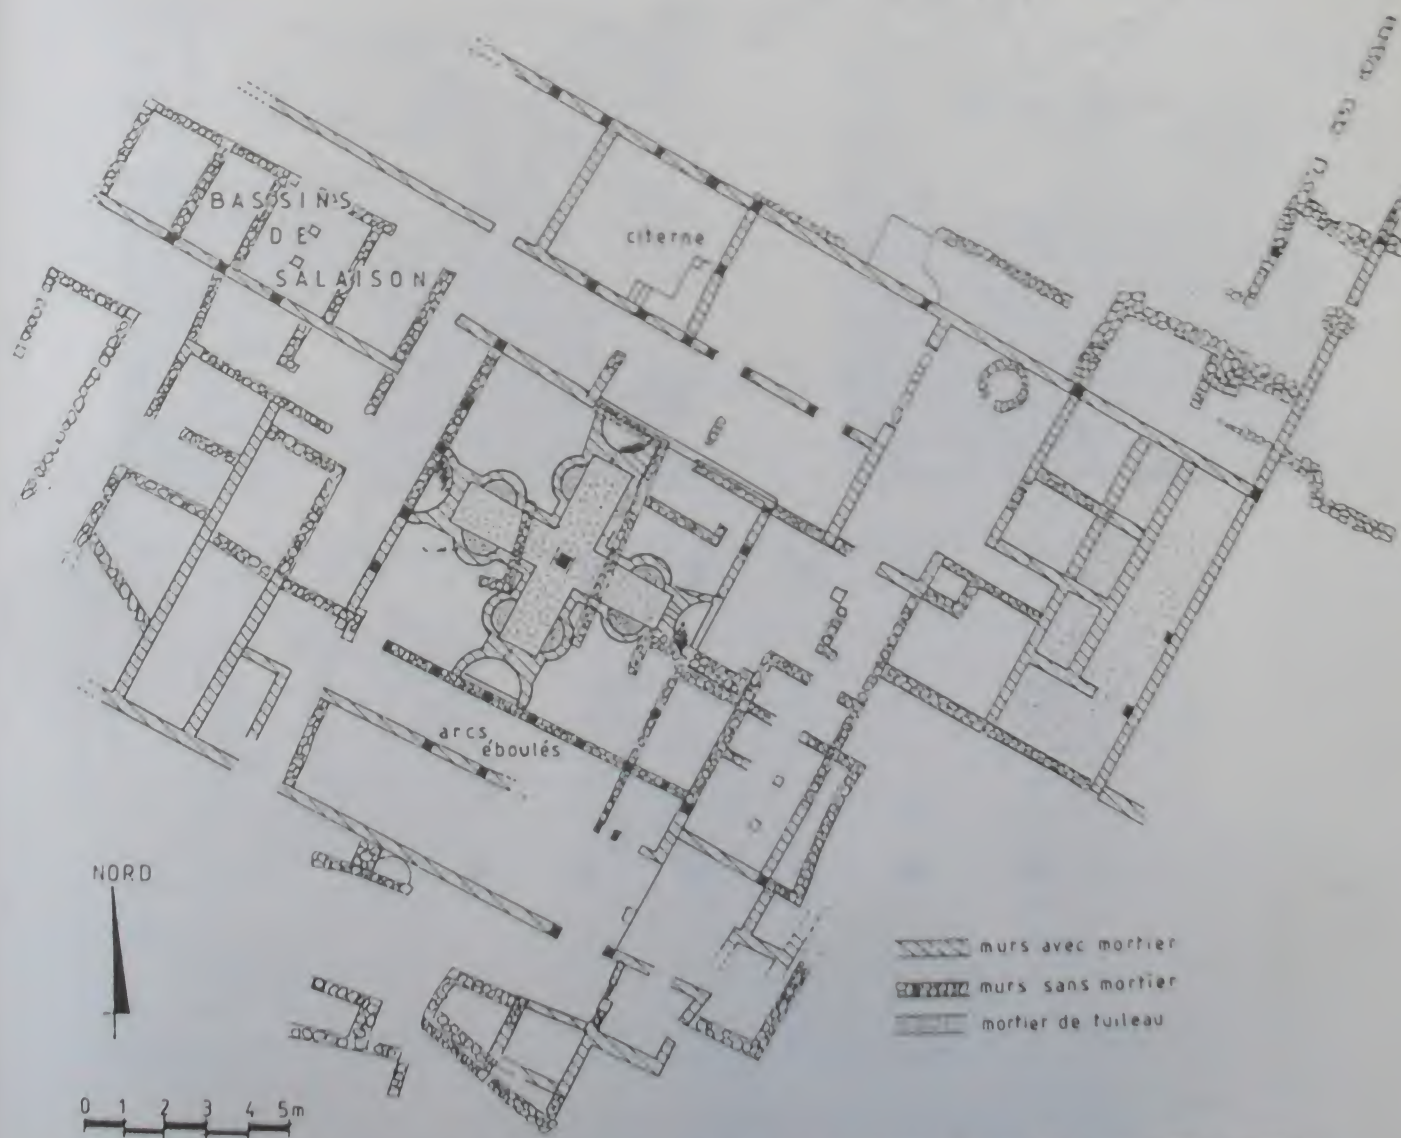 BASSINS
DE
SALAISON
citerne
arcs
éboulés
NORD
murs avec mortier
murs sans mortier
mortier de tuileau
0 1 2 3 4 5m